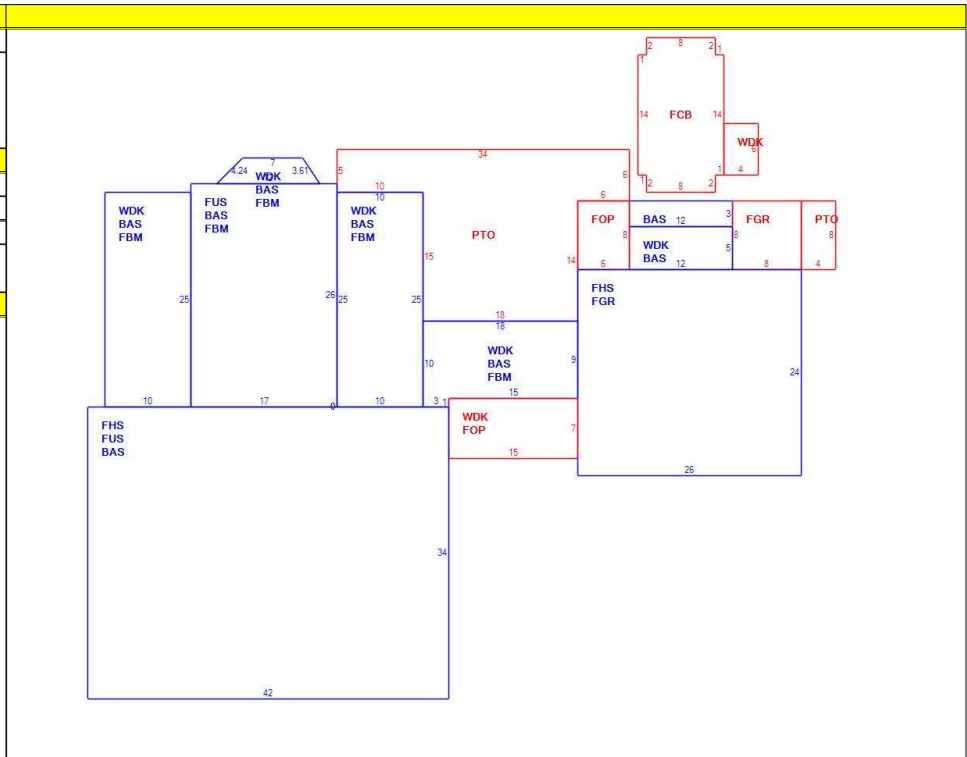 2 8 2
1 1
14 FCB 14
WDK
6
4
1 1
2 8 2
34
5 6
7
4.24 3.61
WDK
BAS
FBM
10
10
WDK
BAS
FBM
FUS
BAS
FBM
WDK
BAS
FBM
PTO
6
FOP
8
BAS 12 3
FGR
8
PTO
8
WDK
BAS
5
14
6 12 8 4
15
25 26 25 25
FHS
FGR
18
18
WDK
BAS
FBM
10 9
24
10 17 0 10 3 1
15
WDK
FOP
7
15
FHS
FUS
BAS
26
34
42